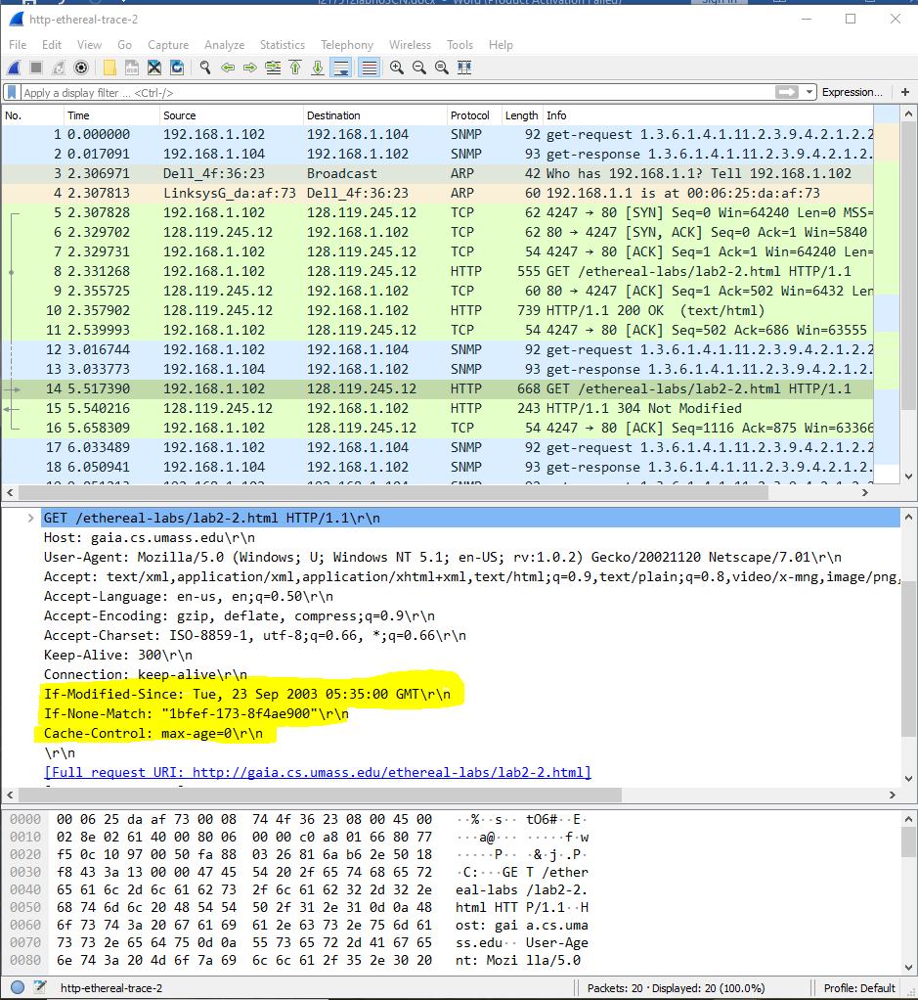 http-ethereal-trace-2
File Edit View Go Capture Analyze Statistics Telephony Wireless Tools Help
Apply a display filter ... <Ctrl-/> Expression... +
No. Time Source Destination Protocol Length Info
1 0.000000 192.168.1.102 192.168.1.104 SNMP 92 get-request 1.3.6.1.4.1.11.2.3.9.4.2.1.2.2
2 0.017091 192.168.1.104 192.168.1.102 SNMP 93 get-response 1.3.6.1.4.1.11.2.3.9.4.2.1.2.
3 2.306971 Dell_4f:36:23 Broadcast ARP 42 Who has 192.168.1.1? Tell 192.168.1.102
4 2.307813 LinksysG_da:af:73 Dell_4f:36:23 ARP 60 192.168.1.1 is at 00:06:25:da:af:73
5 2.307828 192.168.1.102 128.119.245.12 TCP 62 4247 → 80 [SYN] Seq=0 Win=64240 Len=0 MSS=
6 2.329702 128.119.245.12 192.168.1.102 TCP 62 80 → 4247 [SYN, ACK] Seq=0 Ack=1 Win=5840
7 2.329731 192.168.1.102 128.119.245.12 TCP 54 4247 → 80 [ACK] Seq=1 Ack=1 Win=64240 Len=
8 2.331268 192.168.1.102 128.119.245.12 HTTP 555 GET /ethereal-labs/lab2-2.html HTTP/1.1
9 2.355725 128.119.245.12 192.168.1.102 TCP 60 80 → 4247 [ACK] Seq=1 Ack=502 Win=6432 Len
10 2.357902 128.119.245.12 192.168.1.102 HTTP 739 HTTP/1.1 200 OK (text/html)
11 2.539993 192.168.1.102 128.119.245.12 TCP 54 4247 → 80 [ACK] Seq=502 Ack=686 Win=63555
12 3.016744 192.168.1.102 192.168.1.104 SNMP 92 get-request 1.3.6.1.4.1.11.2.3.9.4.2.1.2.2
13 3.033773 192.168.1.104 192.168.1.102 SNMP 93 get-response 1.3.6.1.4.1.11.2.3.9.4.2.1.2.
14 5.517390 192.168.1.102 128.119.245.12 HTTP 668 GET /ethereal-labs/lab2-2.html HTTP/1.1
15 5.540216 128.119.245.12 192.168.1.102 HTTP 243 HTTP/1.1 304 Not Modified
16 5.658309 192.168.1.102 128.119.245.12 TCP 54 4247 → 80 [ACK] Seq=1116 Ack=875 Win=63366
17 6.033489 192.168.1.102 192.168.1.104 SNMP 92 get-request 1.3.6.1.4.1.11.2.3.9.4.2.1.2.2
18 6.050941 192.168.1.104 192.168.1.102 SNMP 93 get-response 1.3.6.1.4.1.11.2.3.9.4.2.1.2.
GET /ethereal-labs/lab2-2.html HTTP/1.1\r\n
Host: gaia.cs.umass.edu\r\n
User-Agent: Mozilla/5.0 (Windows; U; Windows NT 5.1; en-US; rv:1.0.2) Gecko/20021120 Netscape/7.01\r\n
Accept: text/xml,application/xml,application/xhtml+xml,text/html;q=0.9,text/plain;q=0.8,video/x-mng,image/png,
Accept-Language: en-us, en;q=0.50\r\n
Accept-Encoding: gzip, deflate, compress;q=0.9\r\n
Accept-Charset: ISO-8859-1, utf-8;q=0.66, *;q=0.66\r\n
Keep-Alive: 300\r\n
Connection: keep-alive\r\n
If-Modified-Since: Tue, 23 Sep 2003 05:35:00 GMT\r\n
If-None-Match: "1bfef-173-8f4ae900"\r\n
Cache-Control: max-age=0\r\n
\r\n
[Full request URI: http://gaia.cs.umass.edu/ethereal-labs/lab2-2.html]
0000 00 06 25 da af 73 00 08 74 4f 36 23 08 00 45 00 ··%··s·· tO6#··E·
0010 02 8e 02 61 40 00 80 06 00 00 c0 a8 01 66 80 77 ···a@··· ·····f·w
0020 f5 0c 10 97 00 50 fa 88 03 26 81 6a b6 2e 50 18 ·····P·· ·&·j·.P·
0030 f8 43 3a 13 00 00 47 45 54 20 2f 65 74 68 65 72 ·C:···GE T /ether
0040 65 61 6c 2d 6c 61 62 73 2f 6c 61 62 32 2d 32 2e eal-labs /lab2-2.
0050 68 74 6d 6c 20 48 54 54 50 2f 31 2e 31 0d 0a 48 html HTT P/1.1··H
0060 6f 73 74 3a 20 67 61 69 61 2e 63 73 2e 75 6d 61 ost: gai a.cs.uma
0070 73 73 2e 65 64 75 0d 0a 55 73 65 72 2d 41 67 65 ss.edu·· User-Age
0080 6e 74 3a 20 4d 6f 7a 69 6c 6c 61 2f 35 2e 30 20 nt: Mozi lla/5.0
http-ethereal-trace-2 Packets: 20 · Displayed: 20 (100.0%) Profile: Default